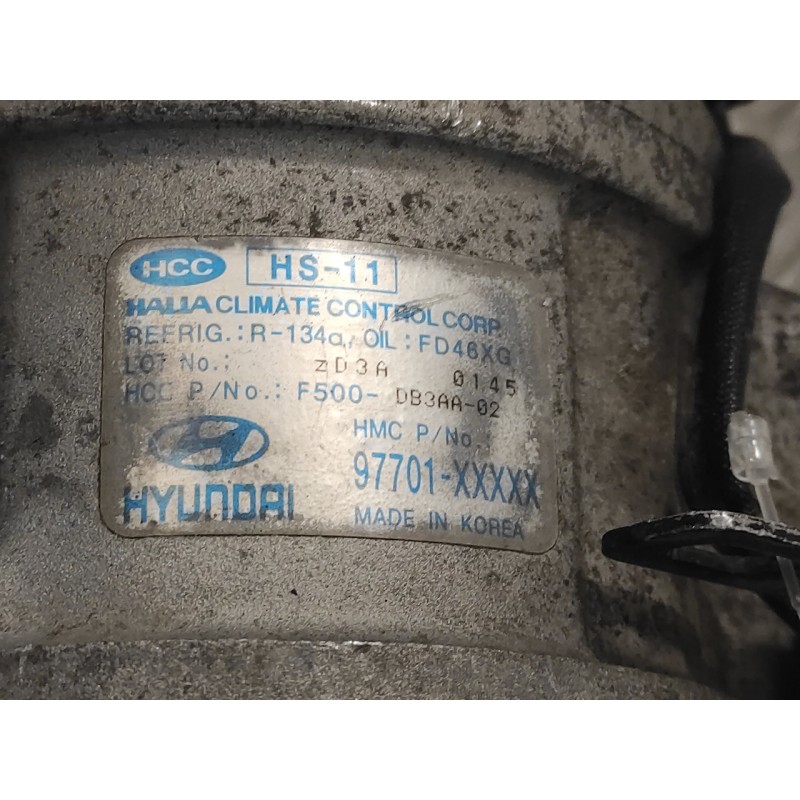 HCC HS-11
HALLA CLIMATE CONTROL CORP.
REFRIG.: R-134a, OIL: FD46XG
LOT No.: ZD3A 0145
HCC P/No.: F500-DB3AA-02
HMC P/No.:
97701-XXXXX
HYUNDAI
MADE IN KOREA